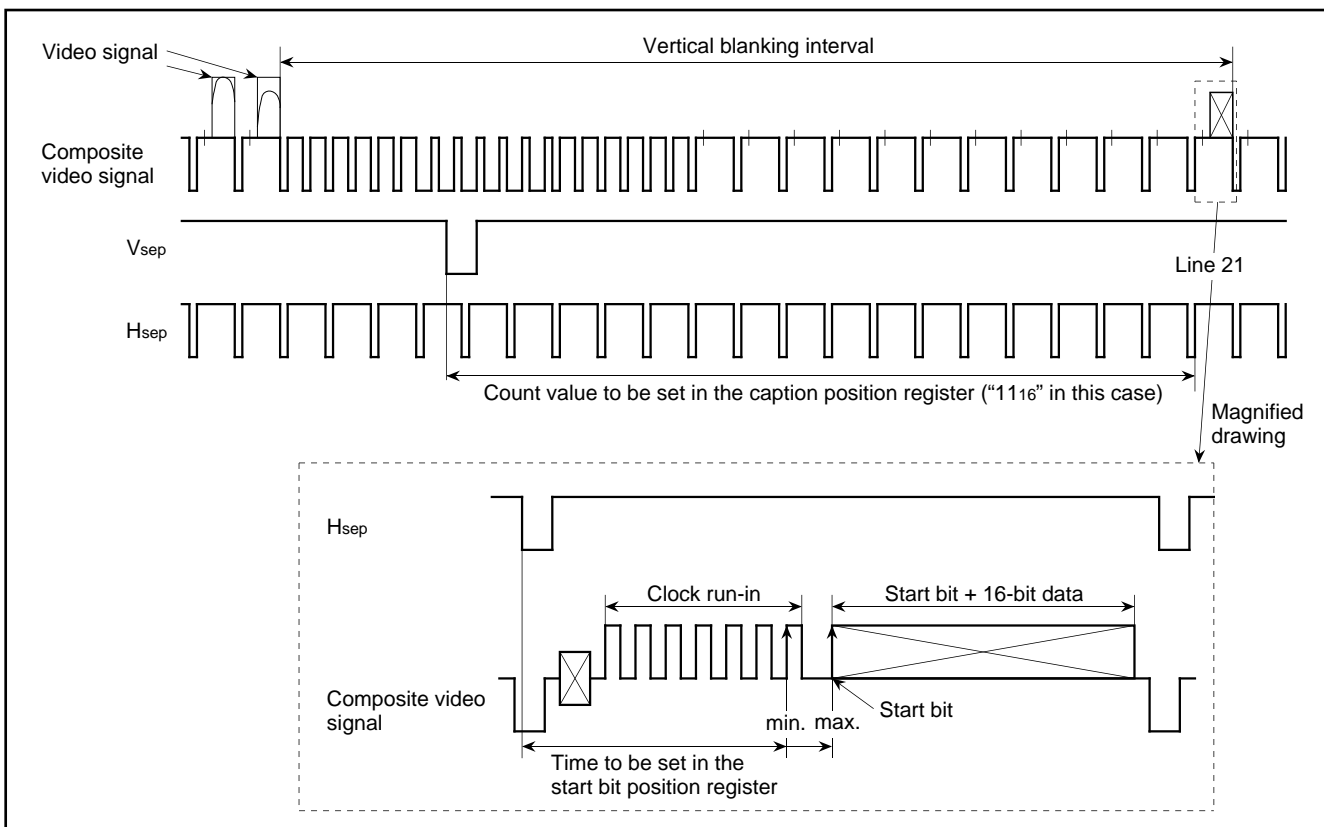 Video signal
Vertical blanking interval
Composite
video signal
Vsep
Line 21
Hsep
Count value to be set in the caption position register (“1116” in this case)
Magnified
drawing
Hsep
Clock run-in
Start bit + 16-bit data
Composite video
signal
min.
max.
Start bit
Time to be set in the
start bit position register